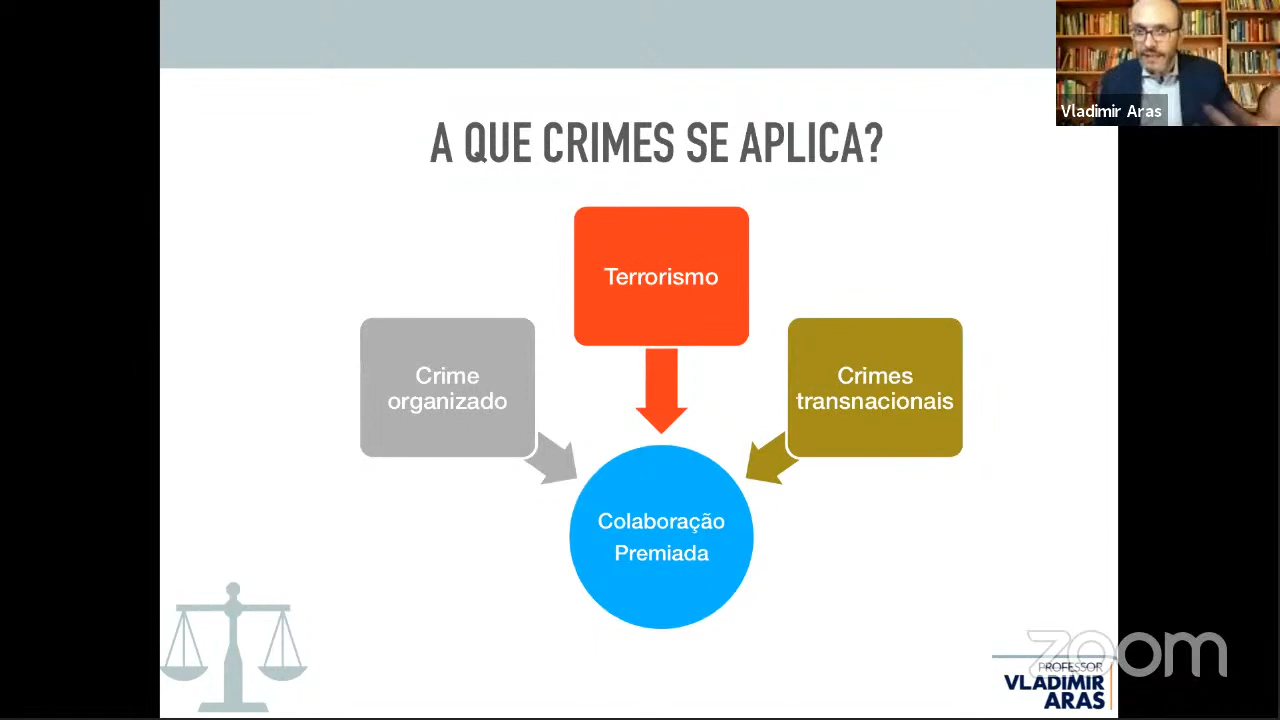 Vladimir Aras
A QUE CRIMES SE APLICA?
Terrorismo
Crime
organizado
Crimes
transnacionais
Colaboração
Premiada
zoom
PROFESSOR
VLADIMIR
ARAS